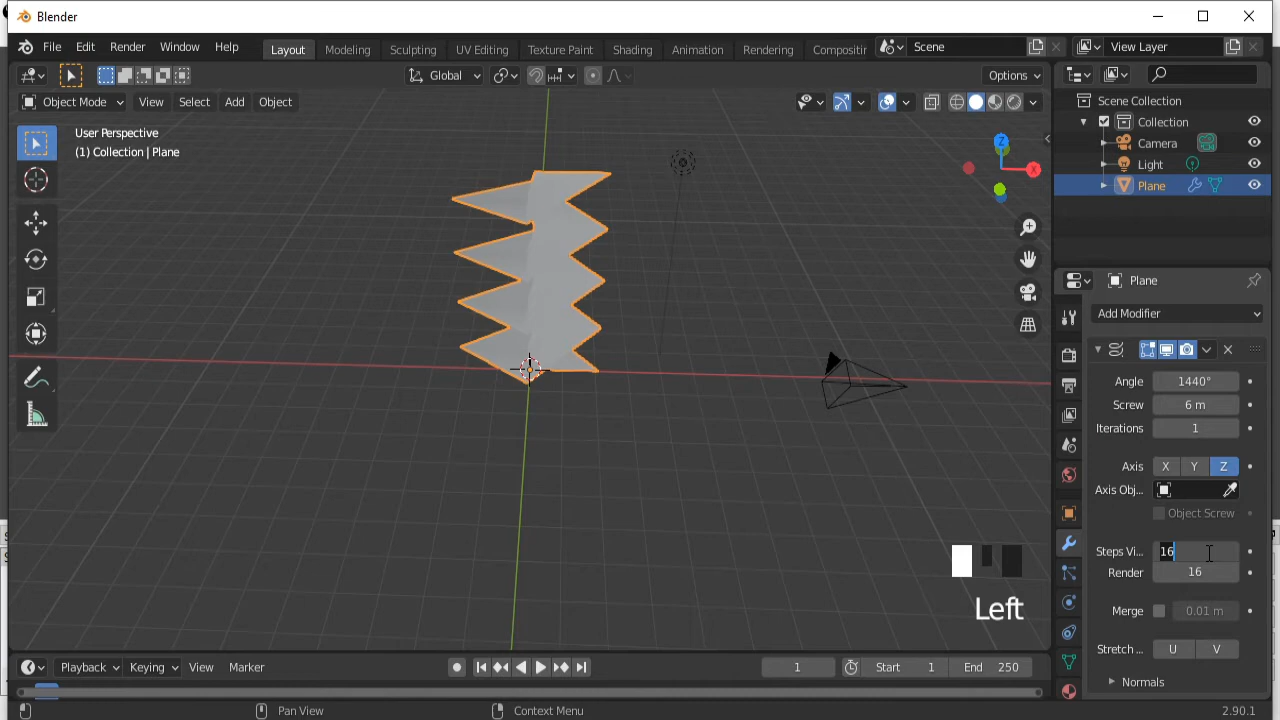 Blender
File Edit Render Window Help Layout Modeling Sculpting UV Editing Texture Paint Shading Animation Rendering Compositin Scene View Layer
Global Options
Object Mode View Select Add Object
User Perspective
(1) Collection | Plane
Z
X
Scene Collection
Collection
Camera
Light
Plane
Plane
Add Modifier
Angle 1440°
Screw 6 m
Iterations 1
Axis X Y Z
Axis Obj...
Object Screw
Steps Vi... 16
Render 16
Merge 0.01 m
Stretch ... U V
Normals
Left
Playback Keying View Marker 1 Start 1 End 250
Pan View Context Menu 2.90.1